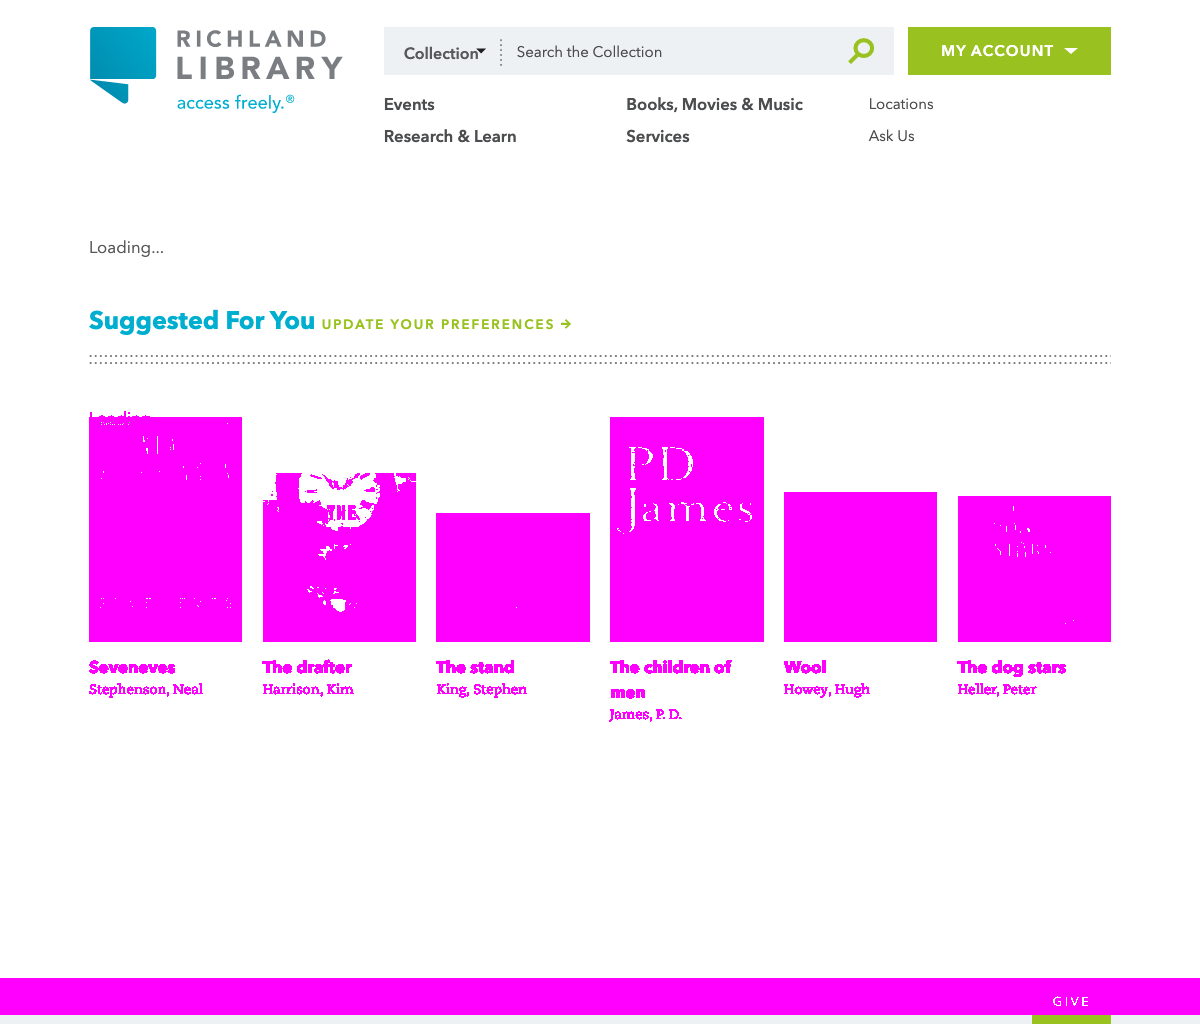 RICHLAND
LIBRARY
access freely.®
Collection
Search the Collection
MY ACCOUNT
Events
Books, Movies & Music
Locations
Research & Learn
Services
Ask Us
Loading...
Suggested For You UPDATE YOUR PREFERENCES →
THE
PD
James
Seveneves
Stephenson, Neal
The drafter
Harrison, Kim
The stand
King, Stephen
The children of
men
James, P. D.
Wool
Howey, Hugh
The dog stars
Heller, Peter
GIVE